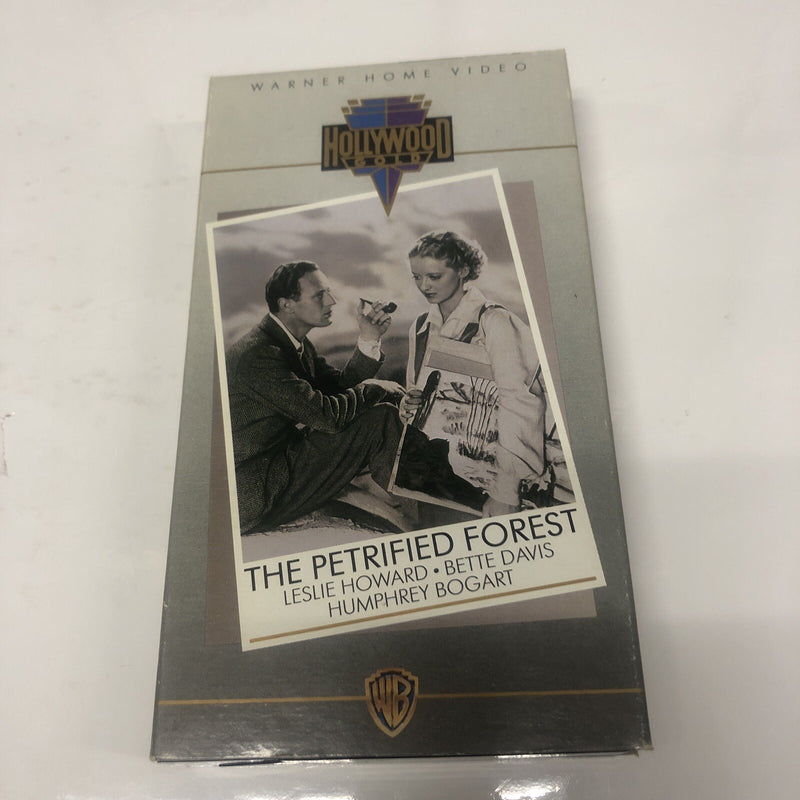 WARNER HOME VIDEO
HOLLYWOOD
GOLD
THE PETRIFIED FOREST
LESLIE HOWARD • BETTE DAVIS
HUMPHREY BOGART
WB